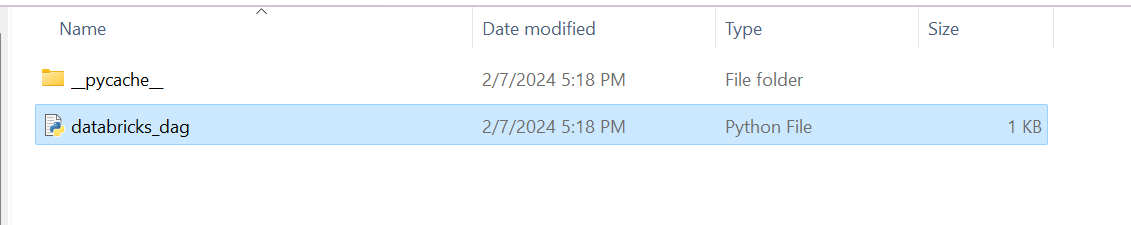 Name Date modified Type Size
__pycache__ 2/7/2024 5:18 PM File folder
databricks_dag 2/7/2024 5:18 PM Python File 1 KB